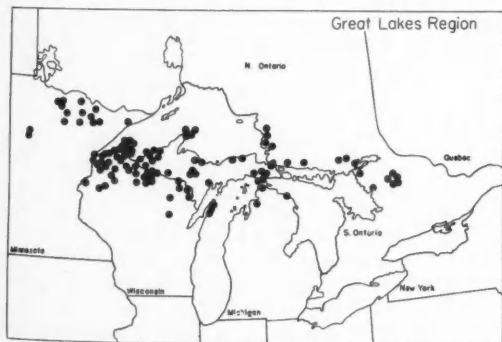 Great Lakes Region
N. Ontario
Quebec
S. Ontario
Minnesota
New York
Wisconsin
Michigan